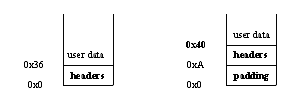 user data
0x36
headers
0x0
user data
0x40
headers
0xA
padding
0x0